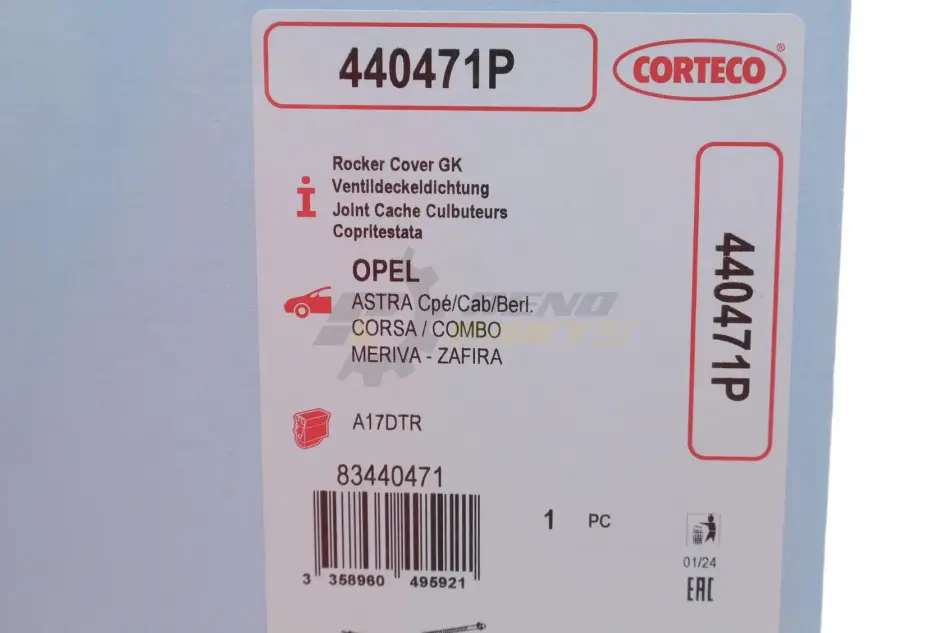 440471P
CORTECO®
Rocker Cover GK
Ventildeckeldichtung
Joint Cache Culbuteurs
Copritestata
OPEL
ASTRA Cpé/Cab/Berl.
CORSA / COMBO
MERIVA - ZAFIRA
A17DTR
83440471
3 358960 495921
1 PC
01/24
EAC
440471P
PARTS